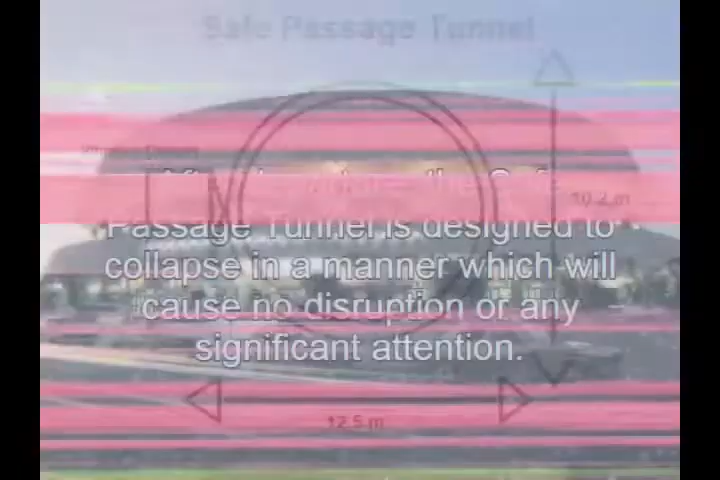 Safe Passage Tunnel
Passage Tunnel is designed to
collapse in a manner which will
cause no disruption or any
significant attention.
10.2 m
12.5 m